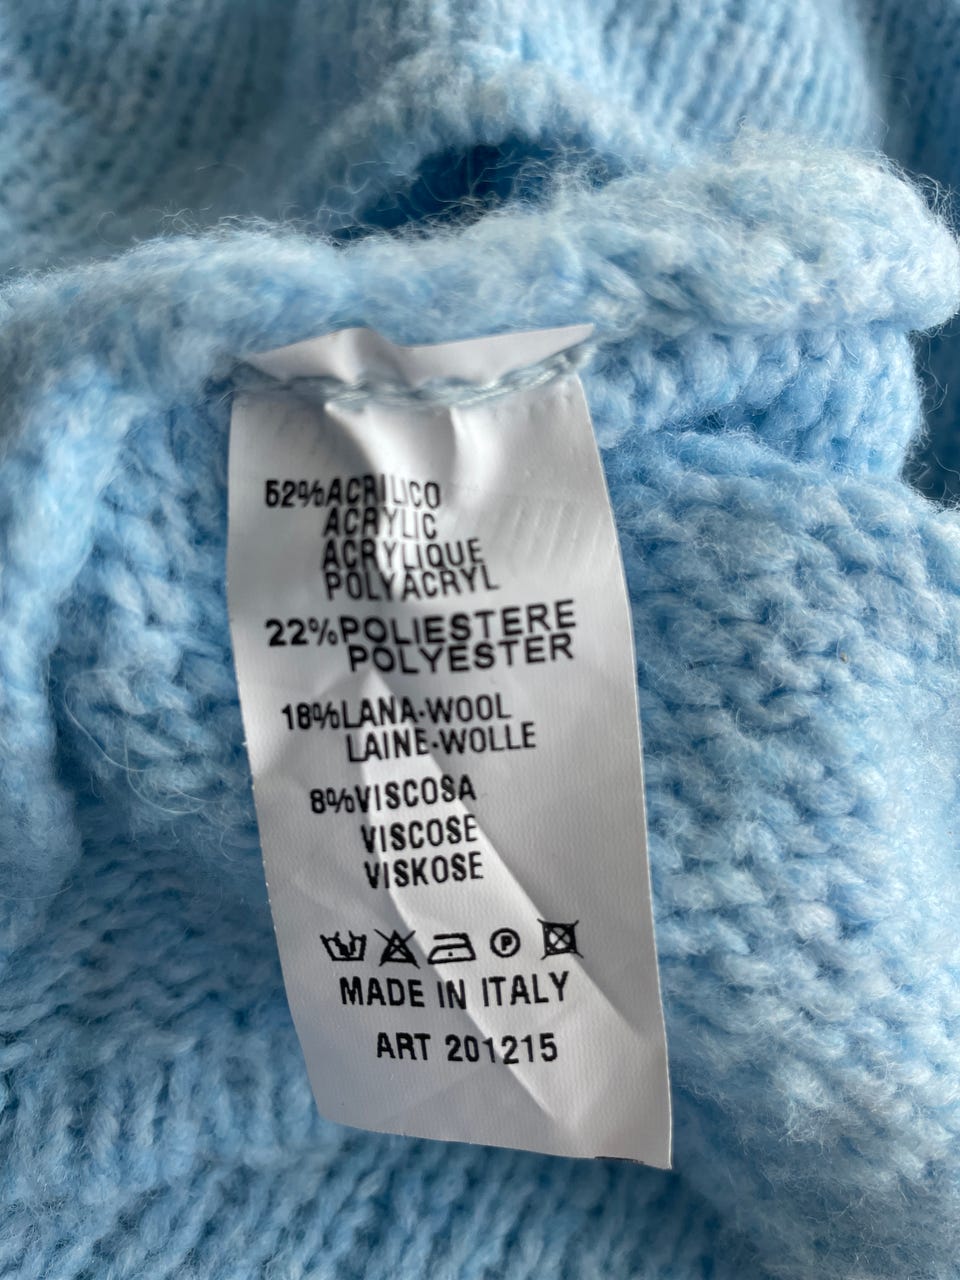 52%ACRILICO
ACRYLIC
ACRYLIQUE
POLYACRYL
22%POLIESTERE
POLYESTER
18%LANA-WOOL
LAINE-WOLLE
8%VISCOSA
VISCOSE
VISKOSE
P
MADE IN ITALY
ART 201215